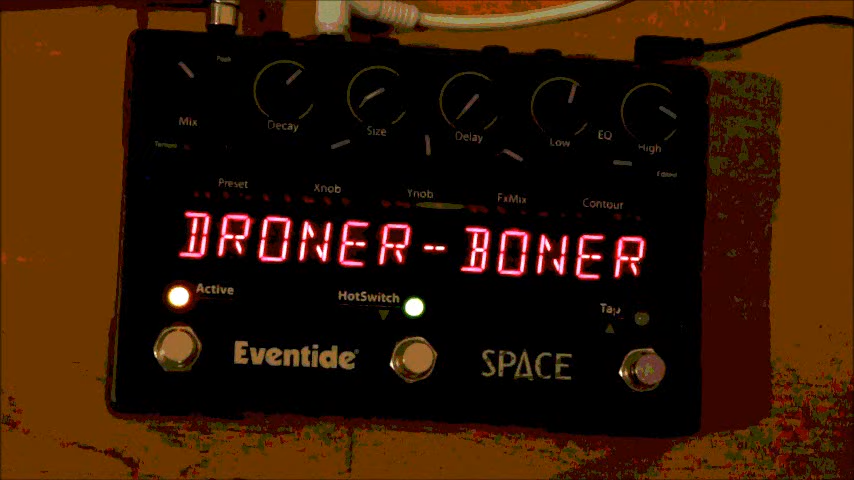 Mix Decay Size Delay Low EQ High
Preset Xnob Ynob FxMix Contour
DRONER-BONER
Active HotSwitch Tap
Eventide SPACE